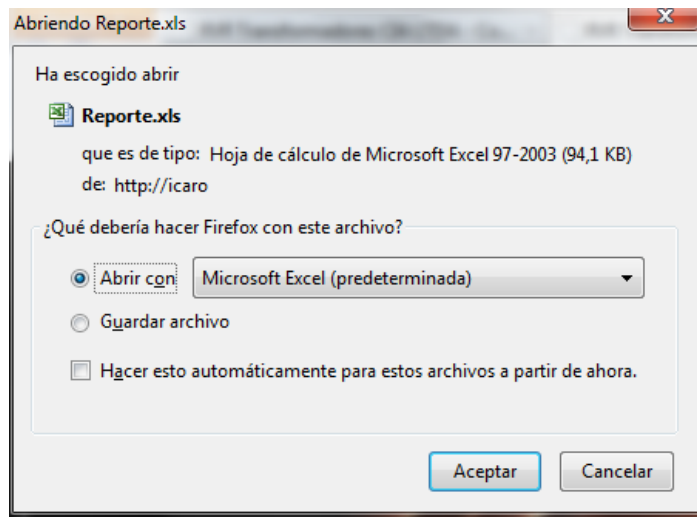 Abriendo Reporte.xls
Ha escogido abrir
Reporte.xls
que es de tipo: Hoja de cálculo de Microsoft Excel 97-2003 (94,1 KB)
de: http://icaro
¿Qué debería hacer Firefox con este archivo?
Abrir con Microsoft Excel (predeterminada)
Guardar archivo
Hacer esto automáticamente para estos archivos a partir de ahora.
Aceptar Cancelar